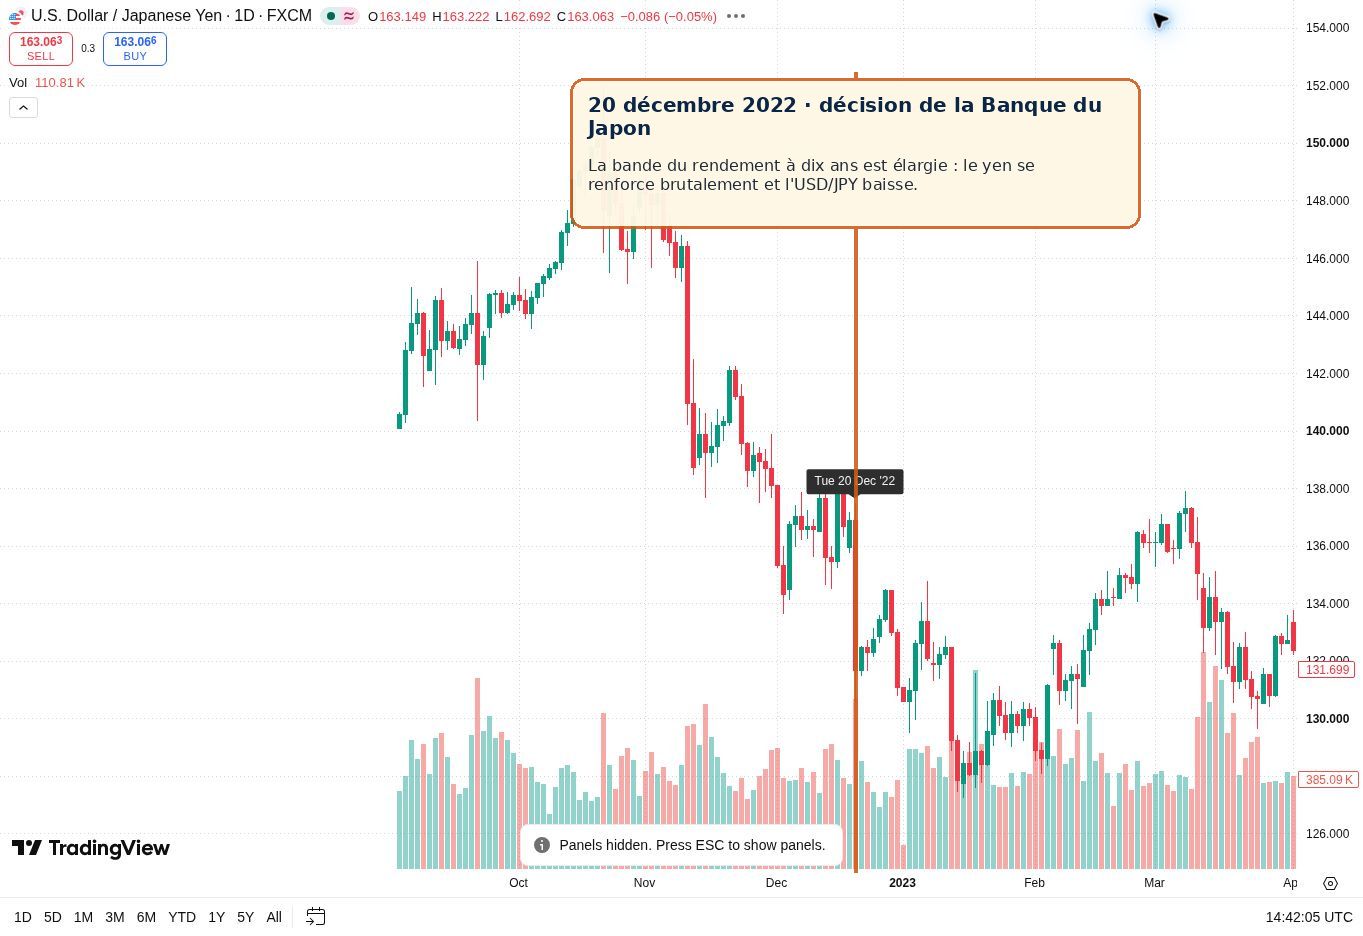 U.S. Dollar / Japanese Yen · 1D · FXCM O163.149 H163.222 L162.692 C163.063 −0.086 (−0.05%)
163.063 SELL 0.3 163.066 BUY
Vol 110.81 K
20 décembre 2022 · décision de la Banque du
Japon
La bande du rendement à dix ans est élargie : le yen se
renforce brutalement et l'USD/JPY baisse.
Tue 20 Dec '22
154.000
152.000
150.000
148.000
146.000
144.000
142.000
140.000
138.000
136.000
134.000
132.000
131.699
130.000
385.09 K
126.000
Panels hidden. Press ESC to show panels.
TradingView
Oct Nov Dec 2023 Feb Mar Ap
1D 5D 1M 3M 6M YTD 1Y 5Y All 14:42:05 UTC